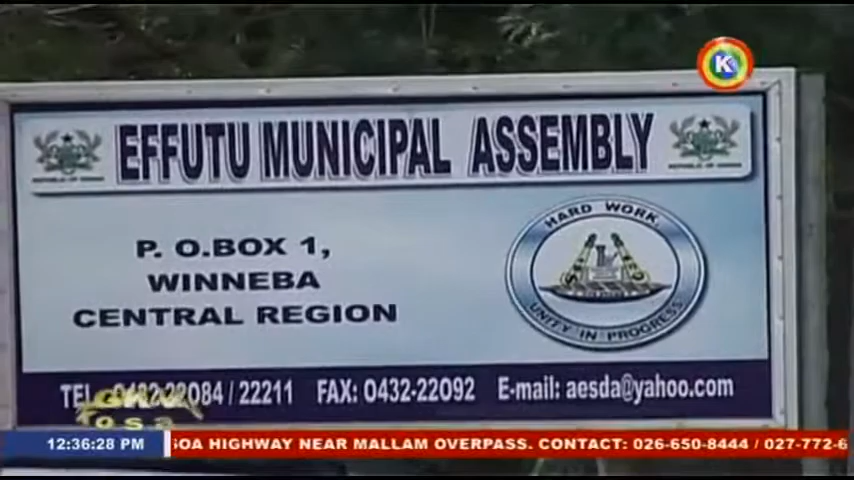 K
EFFUTU MUNICIPAL ASSEMBLY
P. O.BOX 1,
WINNEBA
CENTRAL REGION
HARD WORK,
UNITY IN PROGRESS
TEL 0432-22084 / 22211 FAX: 0432-22092 E-mail: aesda@yahoo.com
12:36:28 PM
SOA HIGHWAY NEAR MALLAM OVERPASS. CONTACT: 026-650-8444 / 027-772-6